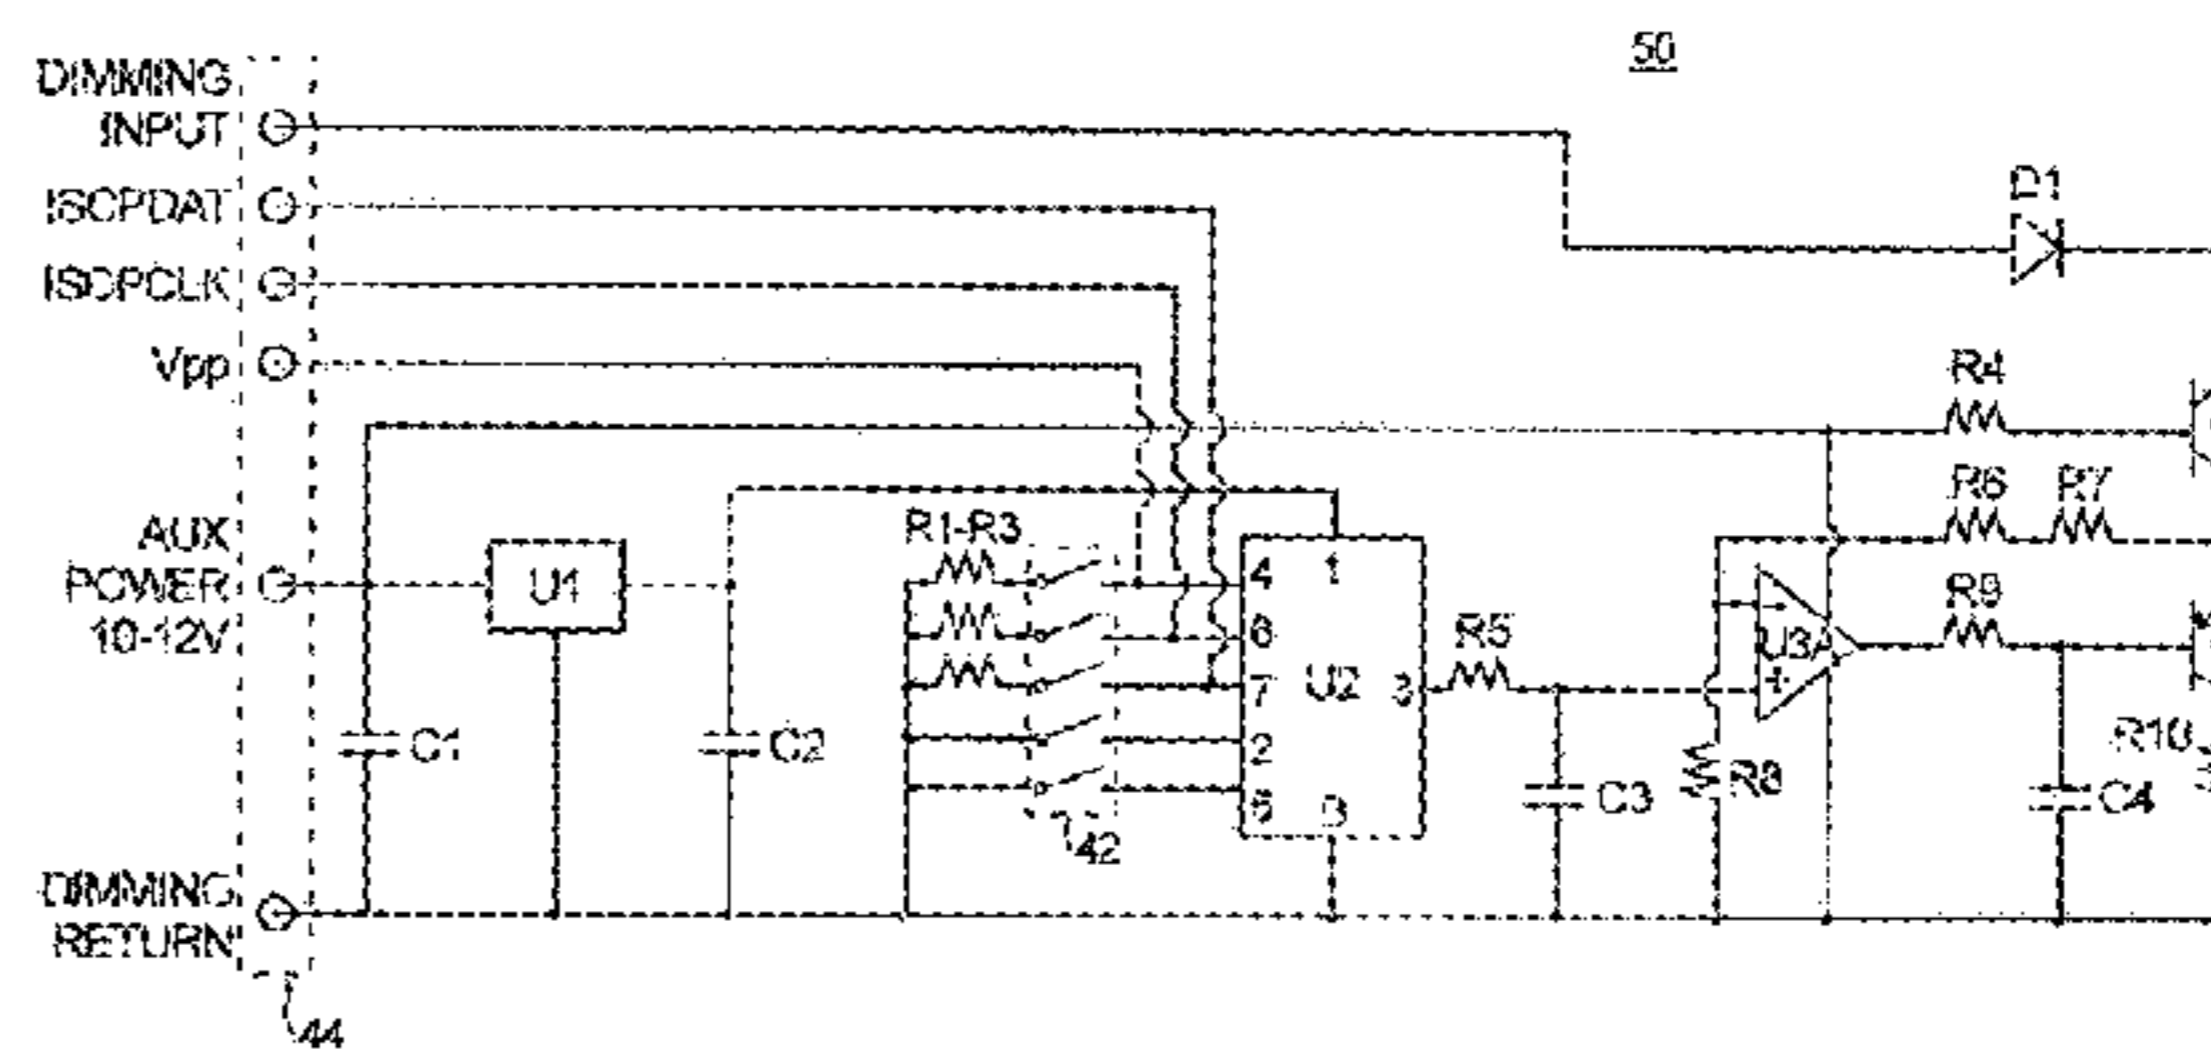 50
DIMMING
INPUT
ISCPDAT
ISCPCLK
Vpp
AUX
POWER
10-12V
DIMMING
RETURN
44
D1
R4
R6
R7
R1-R3
U1
4
1
6
7
U2
3
2
5
8
42
R5
U3A
R9
R10
C1
C2
C3
R8
C4